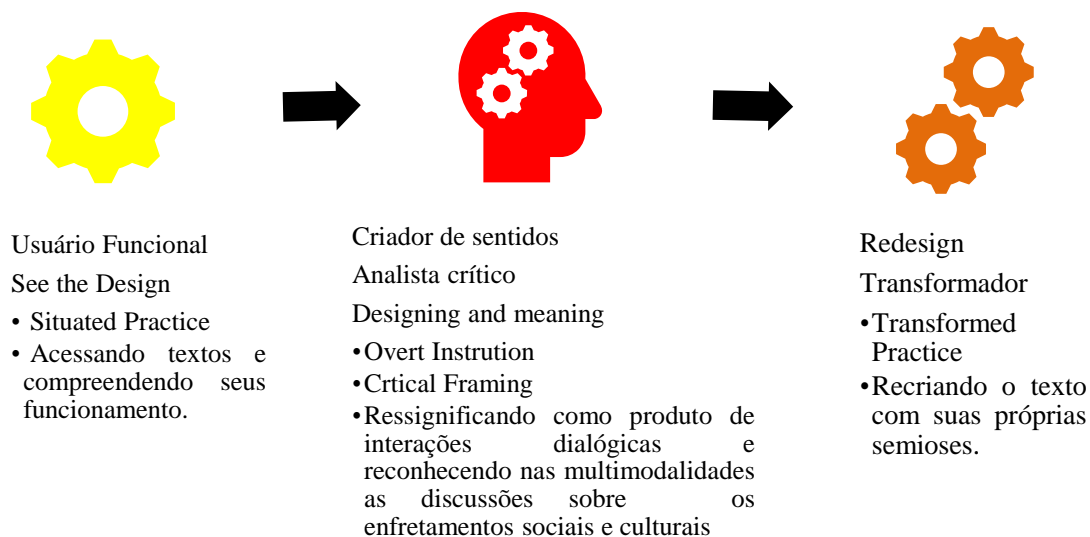 Usuário Funcional
See the Design
• Situated Practice
• Acessando textos e
compreendendo seus
funcionamento.
Criador de sentidos
Analista crítico
Designing and meaning
•Overt Instrution
•Crtical Framing
•Ressignificando como produto de
interações dialógicas e
reconhecendo nas multimodalidades
as discussões sobre os
enfretamentos sociais e culturais
Redesign
Transformador
•Transformed
Practice
•Recriando o texto
com suas próprias
semioses.